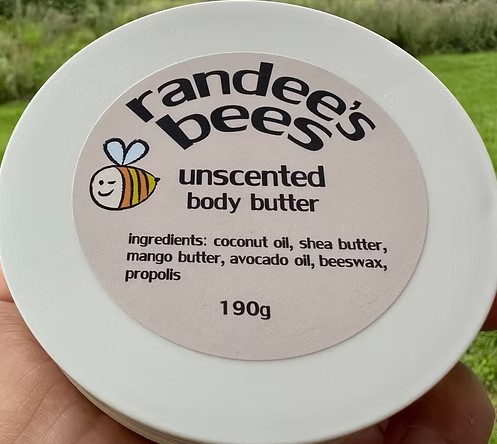 randee's
bees
unscented
body butter
ingredients: coconut oil, shea butter,
mango butter, avocado oil, beeswax,
propolis
190g